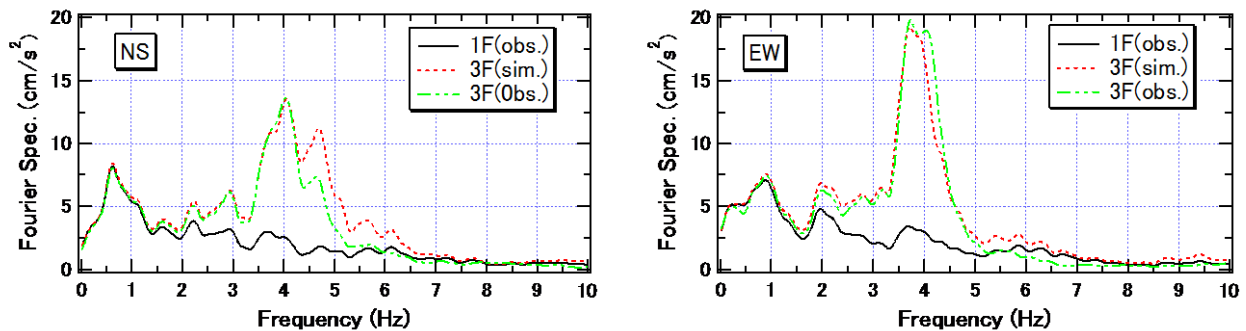 NS
1F(obs.)
3F(sim.)
3F(Obs.)
Fourier Spec. (cm/s²)
20
15
10
5
0
0 1 2 3 4 5 6 7 8 9 10
Frequency (Hz)
EW
1F(obs.)
3F(sim.)
3F(obs.)
Fourier Spec. (cm/s²)
20
15
10
5
0
0 1 2 3 4 5 6 7 8 9 10
Frequency (Hz)